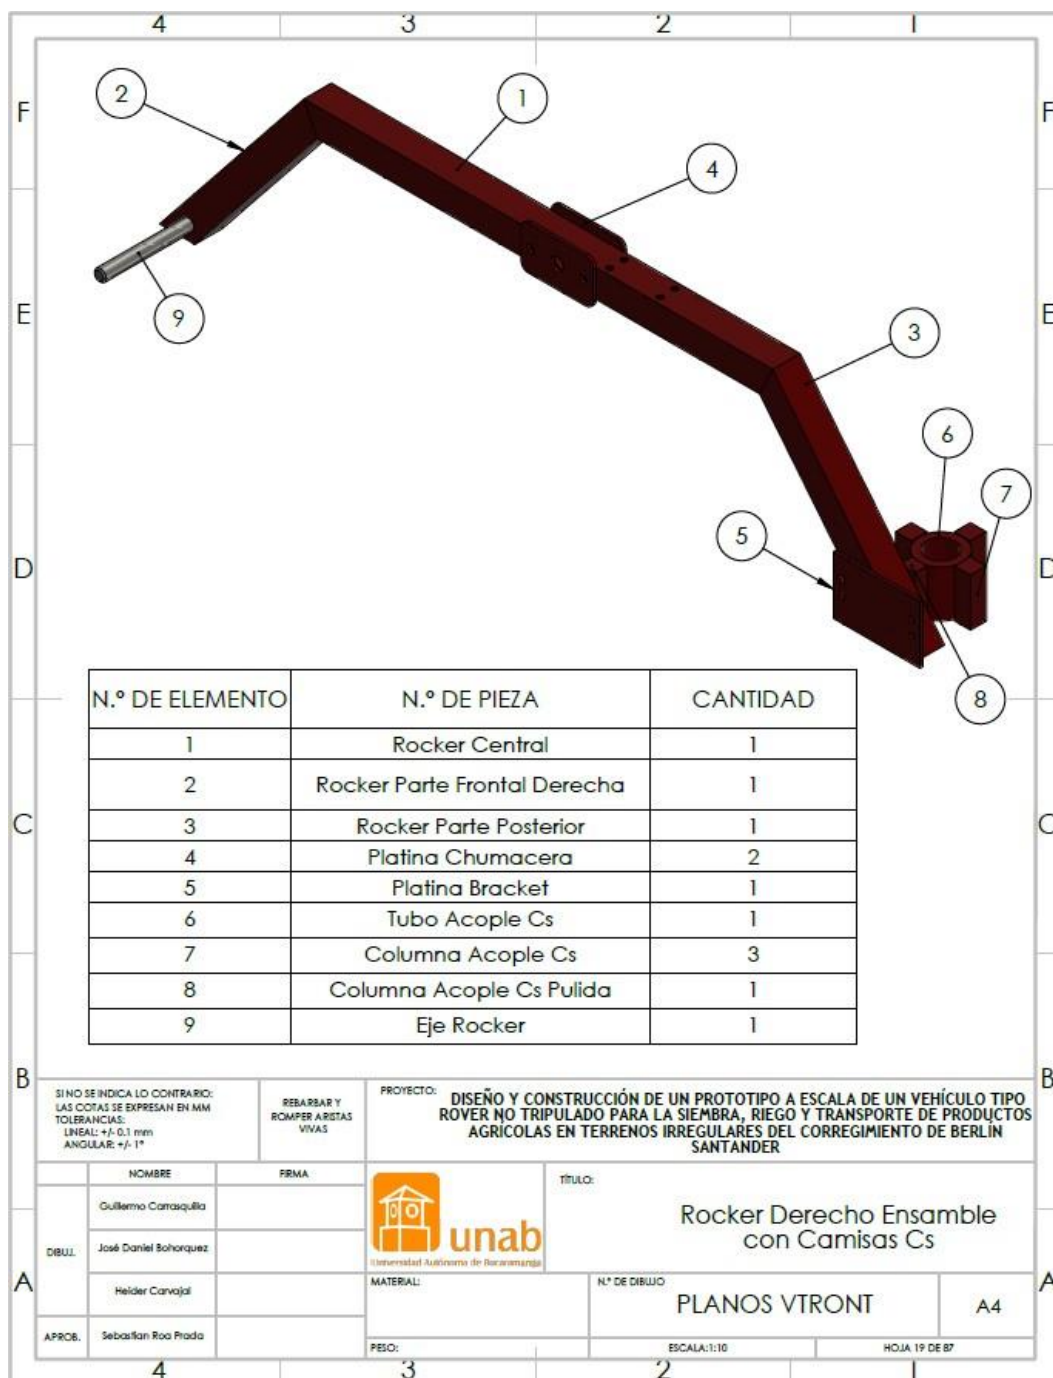 4 3 2 1
F F
E E
D D
C C
B B
A A
2
1
4
9
3
6
7
5
8
N.º DE ELEMENTO N.º DE PIEZA CANTIDAD
1 Rocker Central 1
2 Rocker Parte Frontal Derecha 1
3 Rocker Parte Posterior 1
4 Platina Chumacera 2
5 Platina Bracket 1
6 Tubo Acople Cs 1
7 Columna Acople Cs 3
8 Columna Acople Cs Pulida 1
9 Eje Rocker 1
SI NO SE INDICA LO CONTRARIO:
LAS COTAS SE EXPRESAN EN MM
TOLERANCIAS:
LINEAL: +/- 0.1 mm
ANGULAR: +/- 1°
REBARBAR Y
ROMPER ARISTAS
VIVAS
PROYECTO: DISEÑO Y CONSTRUCCIÓN DE UN PROTOTIPO A ESCALA DE UN VEHÍCULO TIPO
ROVER NO TRIPULADO PARA LA SIEMBRA, RIEGO Y TRANSPORTE DE PRODUCTOS
AGRÍCOLAS EN TERRENOS IRREGULARES DEL CORREGIMIENTO DE BERLÍN
SANTANDER
NOMBRE FIRMA
DIBUJ.
Guillermo Carrasquilla
José Daniel Bohorquez
Helder Carvajal
APROB. Sebastian Roa Prada
unab
Universidad Autónoma de Bucaramanga
TÍTULO:
Rocker Derecho Ensamble
con Camisas Cs
MATERIAL:
N.º DE DIBUJO
PLANOS VTRONT
A4
PESO:
ESCALA:1:10
HOJA 19 DE 87
4 3 2 1